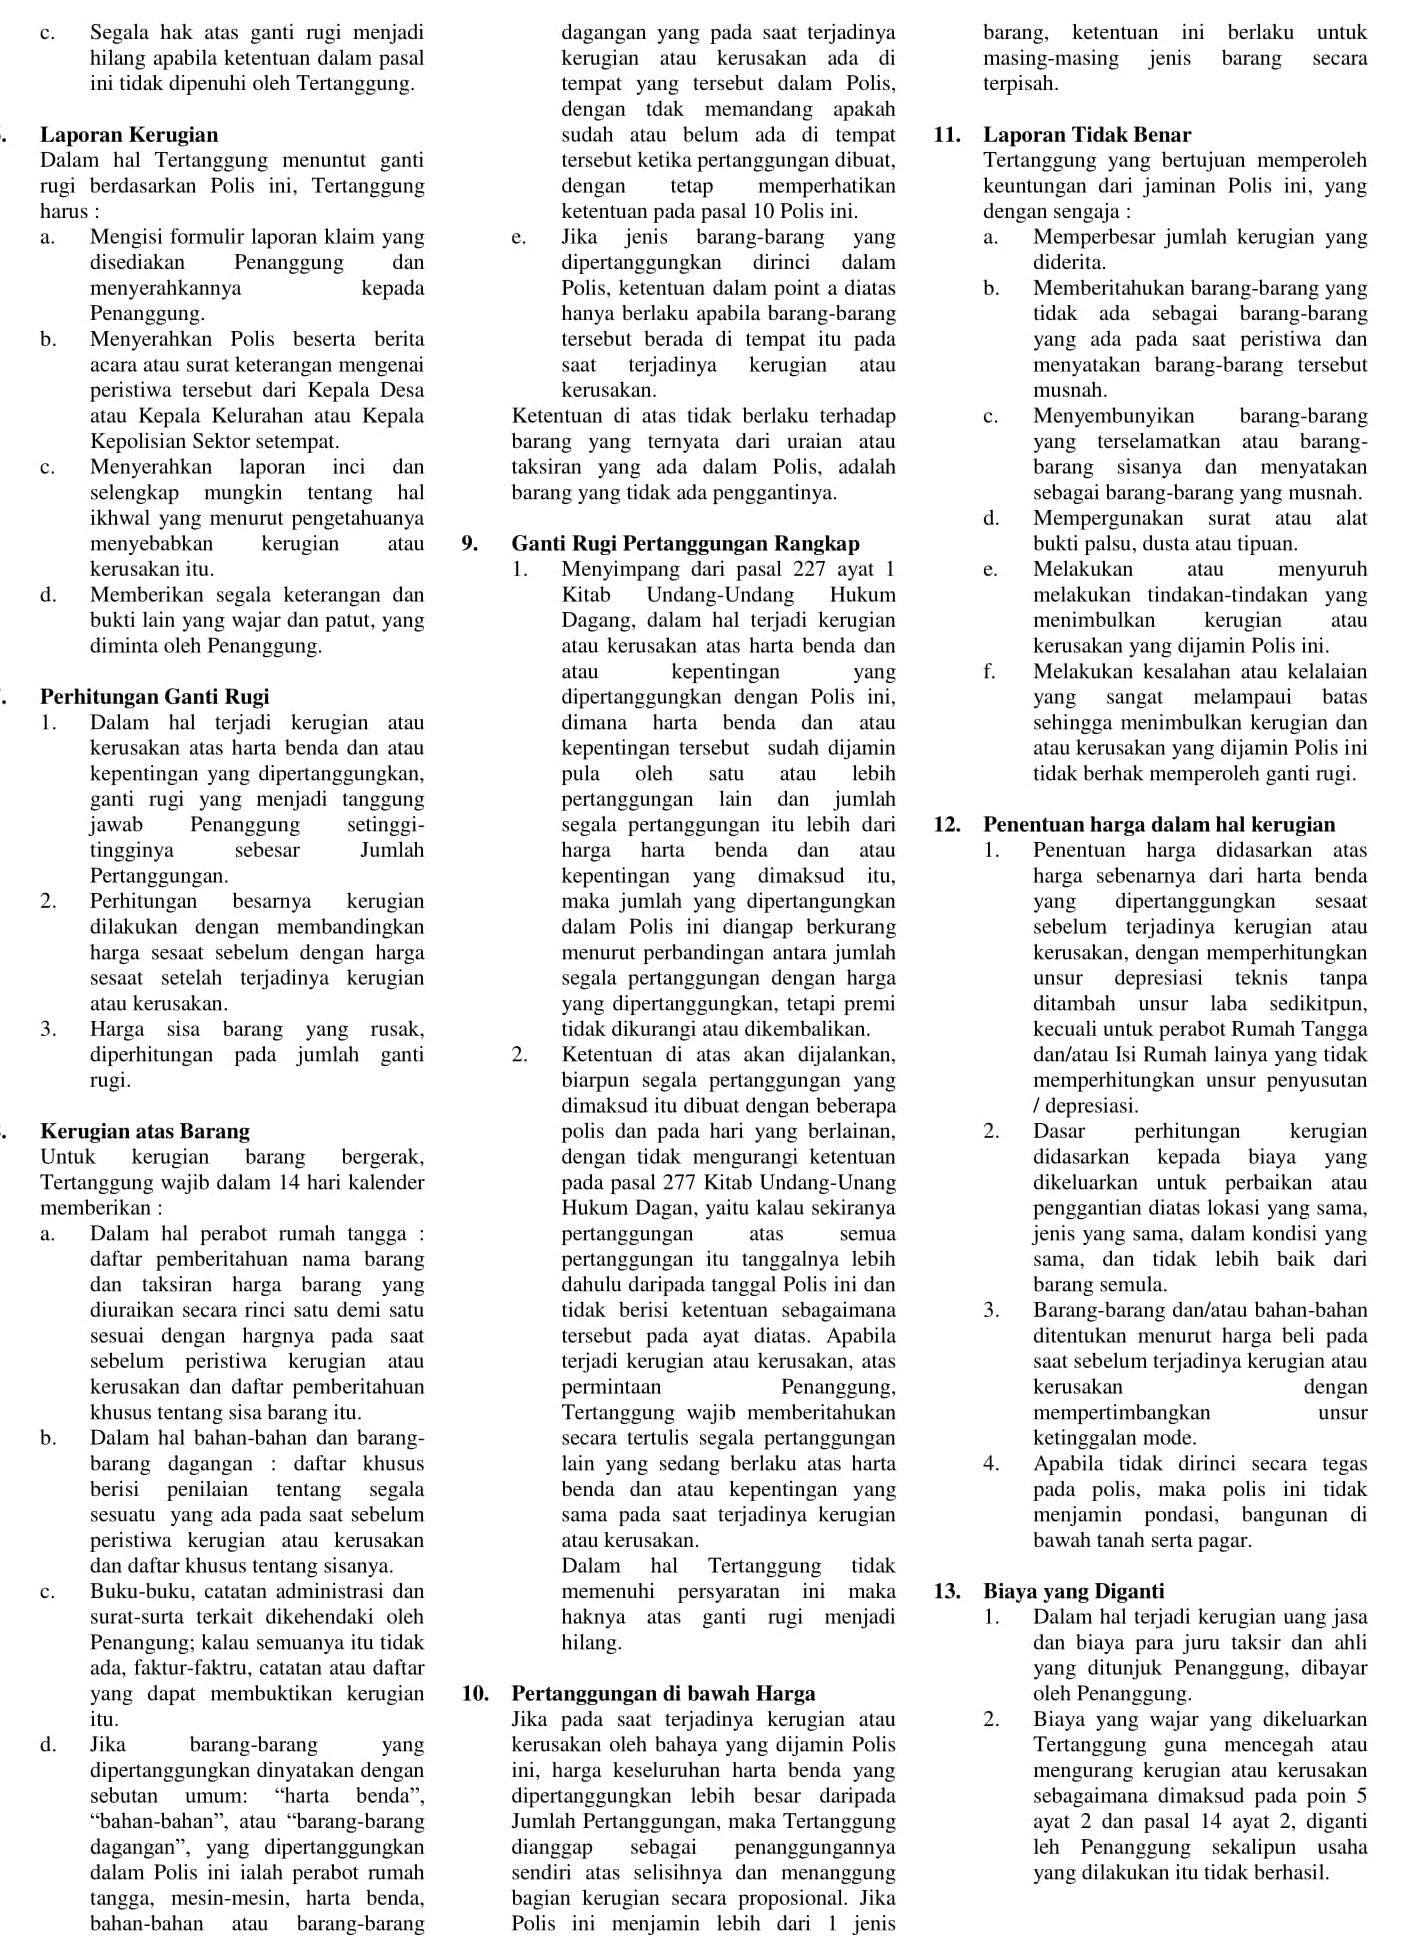 c. Segala hak atas ganti rugi menjadi
hilang apabila ketentuan dalam pasal
ini tidak dipenuhi oleh Tertanggung.
. Laporan Kerugian
Dalam hal Tertanggung menuntut ganti
rugi berdasarkan Polis ini, Tertanggung
harus :
a. Mengisi formulir laporan klaim yang
disediakan Penanggung dan
menyerahkannya kepada
Penanggung.
b. Menyerahkan Polis beserta berita
acara atau surat keterangan mengenai
peristiwa tersebut dari Kepala Desa
atau Kepala Kelurahan atau Kepala
Kepolisian Sektor setempat.
c. Menyerahkan laporan inci dan
selengkap mungkin tentang hal
ikhwal yang menurut pengetahuanya
menyebabkan kerugian atau
kerusakan itu.
d. Memberikan segala keterangan dan
bukti lain yang wajar dan patut, yang
diminta oleh Penanggung.
. Perhitungan Ganti Rugi
1. Dalam hal terjadi kerugian atau
kerusakan atas harta benda dan atau
kepentingan yang dipertanggungkan,
ganti rugi yang menjadi tanggung
jawab Penanggung setinggi-
tingginya sebesar Jumlah
Pertanggungan.
2. Perhitungan besarnya kerugian
dilakukan dengan membandingkan
harga sesaat sebelum dengan harga
sesaat setelah terjadinya kerugian
atau kerusakan.
3. Harga sisa barang yang rusak,
diperhitungan pada jumlah ganti
rugi.
. Kerugian atas Barang
Untuk kerugian barang bergerak,
Tertanggung wajib dalam 14 hari kalender
memberikan :
a. Dalam hal perabot rumah tangga :
daftar pemberitahuan nama barang
dan taksiran harga barang yang
diuraikan secara rinci satu demi satu
sesuai dengan hargnya pada saat
sebelum peristiwa kerugian atau
kerusakan dan daftar pemberitahuan
khusus tentang sisa barang itu.
b. Dalam hal bahan-bahan dan barang-
barang dagangan : daftar khusus
berisi penilaian tentang segala
sesuatu yang ada pada saat sebelum
peristiwa kerugian atau kerusakan
dan daftar khusus tentang sisanya.
c. Buku-buku, catatan administrasi dan
surat-surta terkait dikehendaki oleh
Penangung; kalau semuanya itu tidak
ada, faktur-faktru, catatan atau daftar
yang dapat membuktikan kerugian
itu.
d. Jika barang-barang yang
dipertanggungkan dinyatakan dengan
sebutan umum: “harta benda”,
“bahan-bahan”, atau “barang-barang
dagangan”, yang dipertanggungkan
dalam Polis ini ialah perabot rumah
tangga, mesin-mesin, harta benda,
bahan-bahan atau barang-barang
dagangan yang pada saat terjadinya
kerugian atau kerusakan ada di
tempat yang tersebut dalam Polis,
dengan tdak memandang apakah
sudah atau belum ada di tempat
tersebut ketika pertanggungan dibuat,
dengan tetap memperhatikan
ketentuan pada pasal 10 Polis ini.
e. Jika jenis barang-barang yang
dipertanggungkan dirinci dalam
Polis, ketentuan dalam point a diatas
hanya berlaku apabila barang-barang
tersebut berada di tempat itu pada
saat terjadinya kerugian atau
kerusakan.
Ketentuan di atas tidak berlaku terhadap
barang yang ternyata dari uraian atau
taksiran yang ada dalam Polis, adalah
barang yang tidak ada penggantinya.
9. Ganti Rugi Pertanggungan Rangkap
1. Menyimpang dari pasal 227 ayat 1
Kitab Undang-Undang Hukum
Dagang, dalam hal terjadi kerugian
atau kerusakan atas harta benda dan
atau kepentingan yang
dipertanggungkan dengan Polis ini,
dimana harta benda dan atau
kepentingan tersebut sudah dijamin
pula oleh satu atau lebih
pertanggungan lain dan jumlah
segala pertanggungan itu lebih dari
harga harta benda dan atau
kepentingan yang dimaksud itu,
maka jumlah yang dipertangungkan
dalam Polis ini diangap berkurang
menurut perbandingan antara jumlah
segala pertanggungan dengan harga
yang dipertanggungkan, tetapi premi
tidak dikurangi atau dikembalikan.
2. Ketentuan di atas akan dijalankan,
biarpun segala pertanggungan yang
dimaksud itu dibuat dengan beberapa
polis dan pada hari yang berlainan,
dengan tidak mengurangi ketentuan
pada pasal 277 Kitab Undang-Unang
Hukum Dagan, yaitu kalau sekiranya
pertanggungan atas semua
pertanggungan itu tanggalnya lebih
dahulu daripada tanggal Polis ini dan
tidak berisi ketentuan sebagaimana
tersebut pada ayat diatas. Apabila
terjadi kerugian atau kerusakan, atas
permintaan Penanggung,
Tertanggung wajib memberitahukan
secara tertulis segala pertanggungan
lain yang sedang berlaku atas harta
benda dan atau kepentingan yang
sama pada saat terjadinya kerugian
atau kerusakan.
Dalam hal Tertanggung tidak
memenuhi persyaratan ini maka
haknya atas ganti rugi menjadi
hilang.
10. Pertanggungan di bawah Harga
Jika pada saat terjadinya kerugian atau
kerusakan oleh bahaya yang dijamin Polis
ini, harga keseluruhan harta benda yang
dipertanggungkan lebih besar daripada
Jumlah Pertanggungan, maka Tertanggung
dianggap sebagai penanggungannya
sendiri atas selisihnya dan menanggung
bagian kerugian secara proposional. Jika
Polis ini menjamin lebih dari 1 jenis
barang, ketentuan ini berlaku untuk
masing-masing jenis barang secara
terpisah.
11. Laporan Tidak Benar
Tertanggung yang bertujuan memperoleh
keuntungan dari jaminan Polis ini, yang
dengan sengaja :
a. Memperbesar jumlah kerugian yang
diderita.
b. Memberitahukan barang-barang yang
tidak ada sebagai barang-barang
yang ada pada saat peristiwa dan
menyatakan barang-barang tersebut
musnah.
c. Menyembunyikan barang-barang
yang terselamatkan atau barang-
barang sisanya dan menyatakan
sebagai barang-barang yang musnah.
d. Mempergunakan surat atau alat
bukti palsu, dusta atau tipuan.
e. Melakukan atau menyuruh
melakukan tindakan-tindakan yang
menimbulkan kerugian atau
kerusakan yang dijamin Polis ini.
f. Melakukan kesalahan atau kelalaian
yang sangat melampaui batas
sehingga menimbulkan kerugian dan
atau kerusakan yang dijamin Polis ini
tidak berhak memperoleh ganti rugi.
12. Penentuan harga dalam hal kerugian
1. Penentuan harga didasarkan atas
harga sebenarnya dari harta benda
yang dipertanggungkan sesaat
sebelum terjadinya kerugian atau
kerusakan, dengan memperhitungkan
unsur depresiasi teknis tanpa
ditambah unsur laba sedikitpun,
kecuali untuk perabot Rumah Tangga
dan/atau Isi Rumah lainya yang tidak
memperhitungkan unsur penyusutan
/ depresiasi.
2. Dasar perhitungan kerugian
didasarkan kepada biaya yang
dikeluarkan untuk perbaikan atau
penggantian diatas lokasi yang sama,
jenis yang sama, dalam kondisi yang
sama, dan tidak lebih baik dari
barang semula.
3. Barang-barang dan/atau bahan-bahan
ditentukan menurut harga beli pada
saat sebelum terjadinya kerugian atau
kerusakan dengan
mempertimbangkan unsur
ketinggalan mode.
4. Apabila tidak dirinci secara tegas
pada polis, maka polis ini tidak
menjamin pondasi, bangunan di
bawah tanah serta pagar.
13. Biaya yang Diganti
1. Dalam hal terjadi kerugian uang jasa
dan biaya para juru taksir dan ahli
yang ditunjuk Penanggung, dibayar
oleh Penanggung.
2. Biaya yang wajar yang dikeluarkan
Tertanggung guna mencegah atau
mengurang kerugian atau kerusakan
sebagaimana dimaksud pada poin 5
ayat 2 dan pasal 14 ayat 2, diganti
leh Penanggung sekalipun usaha
yang dilakukan itu tidak berhasil.